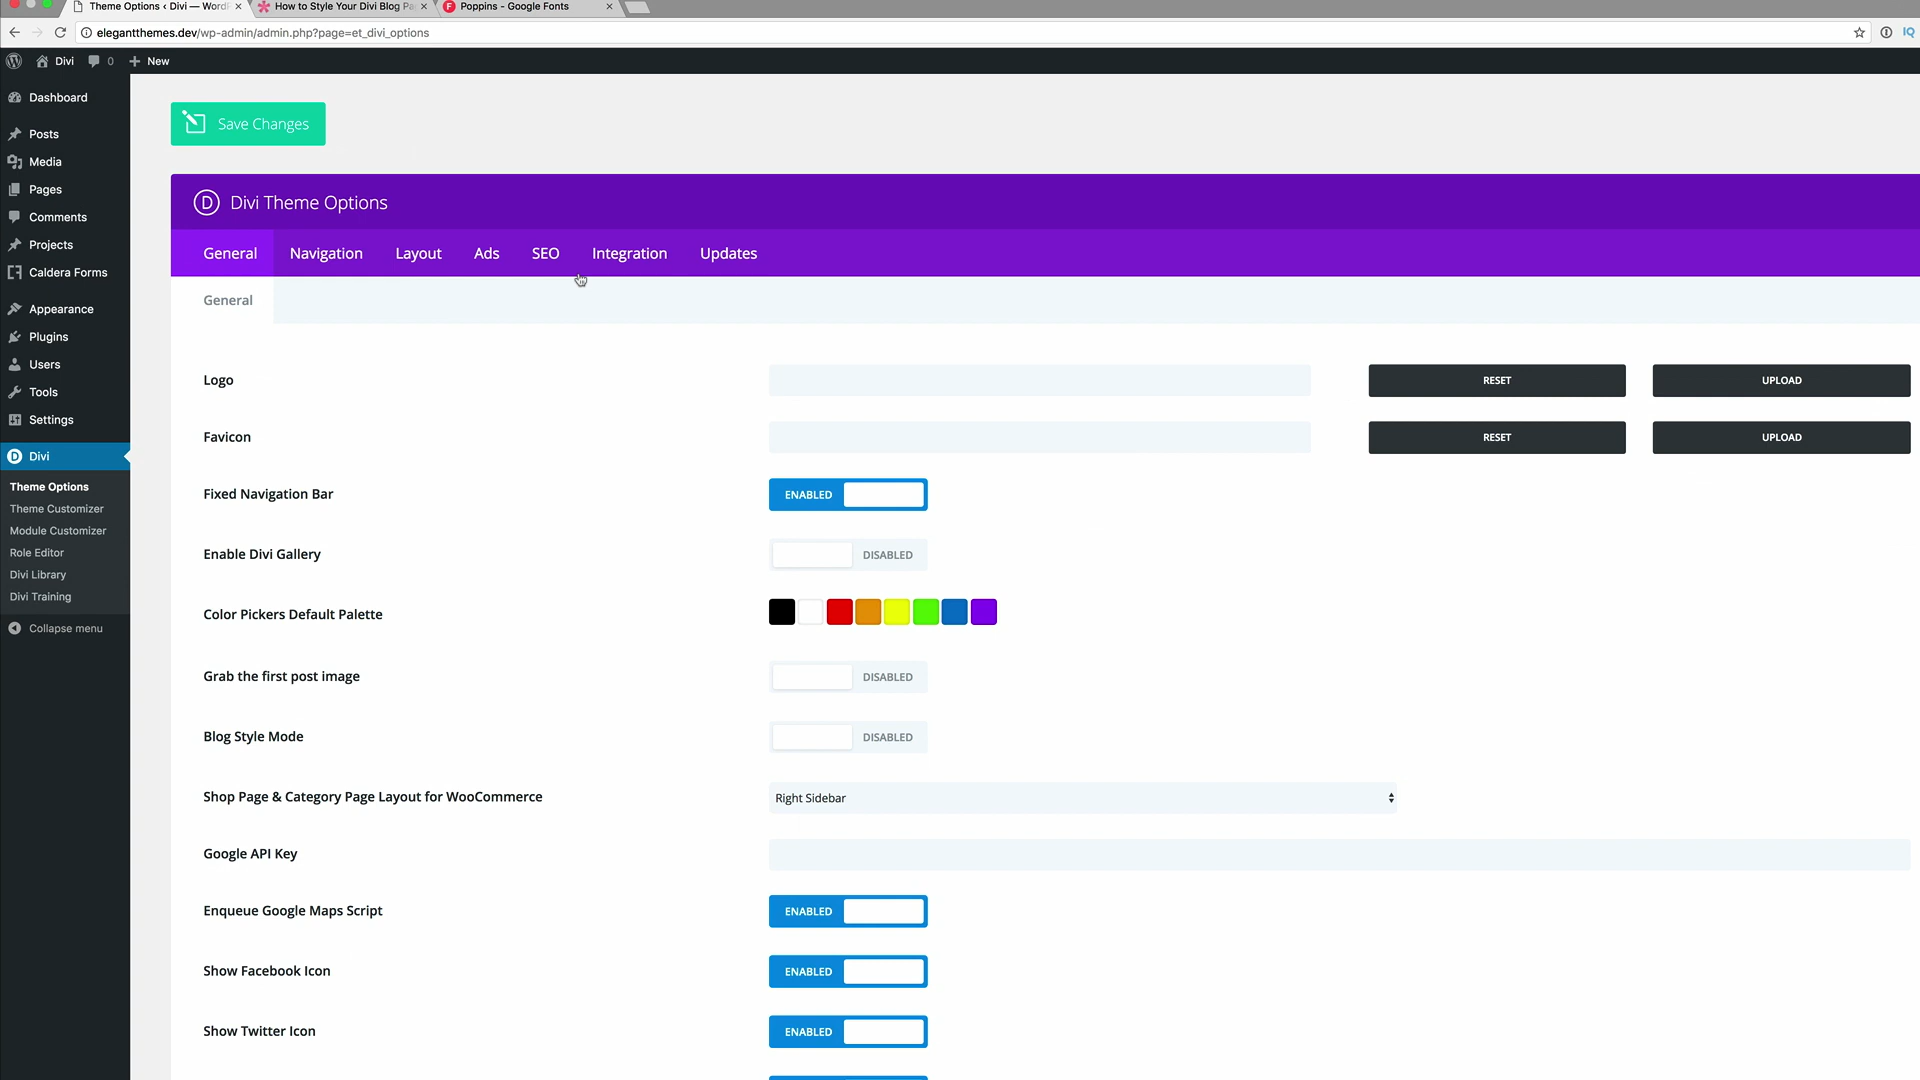 Theme Options ‹ Divi — Word
How to Style Your Divi Blog Pa
Poppins - Google Fonts
elegantthemes.dev/wp-admin/admin.php?page=et_divi_options
IQ
Divi
0
New
Dashboard
Posts
Media
Pages
Comments
Projects
Caldera Forms
Appearance
Plugins
Users
Tools
Settings
Divi
Theme Options
Theme Customizer
Module Customizer
Role Editor
Divi Library
Divi Training
Collapse menu
Save Changes
D Divi Theme Options
General Navigation Layout Ads SEO Integration Updates
General
Logo RESET UPLOAD
Favicon RESET UPLOAD
Fixed Navigation Bar ENABLED
Enable Divi Gallery DISABLED
Color Pickers Default Palette
Grab the first post image DISABLED
Blog Style Mode DISABLED
Shop Page & Category Page Layout for WooCommerce Right Sidebar
Google API Key
Enqueue Google Maps Script ENABLED
Show Facebook Icon ENABLED
Show Twitter Icon ENABLED